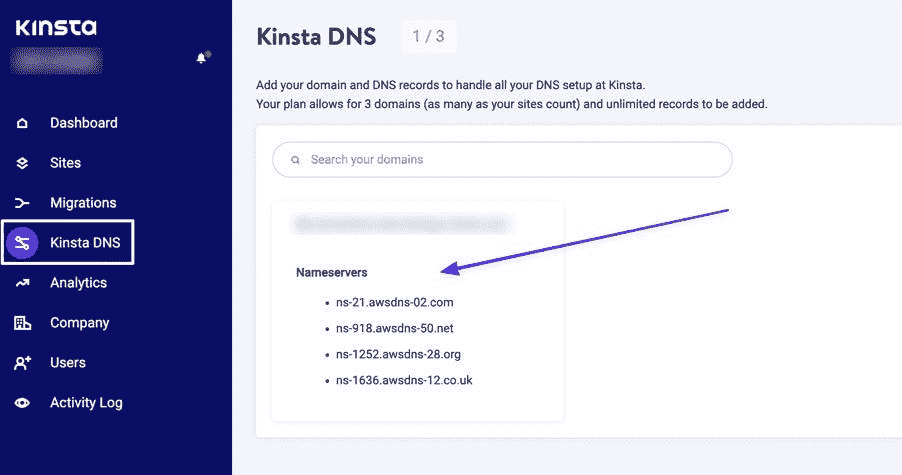 KINSTA
Dashboard
Sites
Migrations
Kinsta DNS
Analytics
Company
Users
Activity Log
Kinsta DNS 1 / 3
Add your domain and DNS records to handle all your DNS setup at Kinsta.
Your plan allows for 3 domains (as many as your sites count) and unlimited records to be added.
Search your domains
Nameservers
• ns-21.awsdns-02.com
• ns-918.awsdns-50.net
• ns-1252.awsdns-28.org
• ns-1636.awsdns-12.co.uk